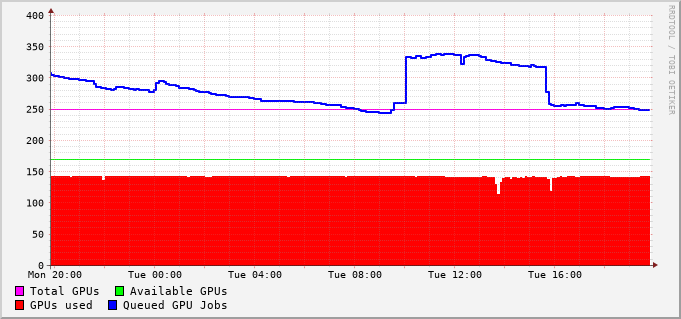 400
350
300
250
200
150
100
50
0
Mon 20:00 Tue 00:00 Tue 04:00 Tue 08:00 Tue 12:00 Tue 16:00
Total GPUs Available GPUs
GPUs used Queued GPU Jobs
RRDTOOL / TOBI OETIKER